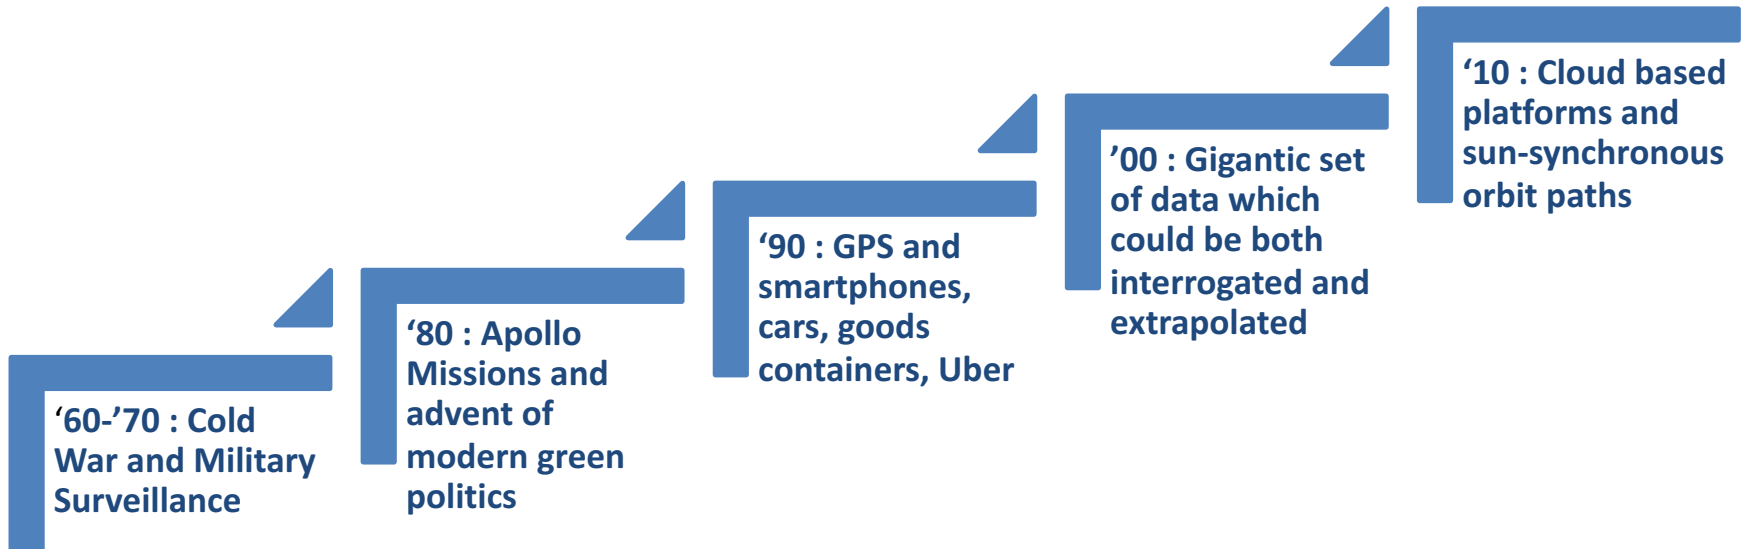 ‘60-’70 : Cold
War and Military
Surveillance
‘80 : Apollo
Missions and
advent of
modern green
politics
‘90 : GPS and
smartphones,
cars, goods
containers, Uber
’00 : Gigantic set
of data which
could be both
interrogated and
extrapolated
‘10 : Cloud based
platforms and
sun-synchronous
orbit paths